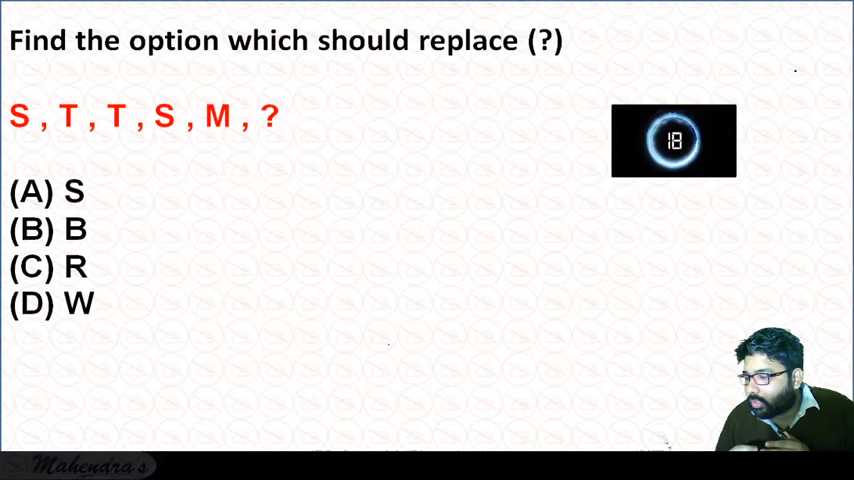 Find the option which should replace (?)
S , T , T , S , M , ?
18
(A) S
(B) B
(C) R
(D) W
Mahendra's